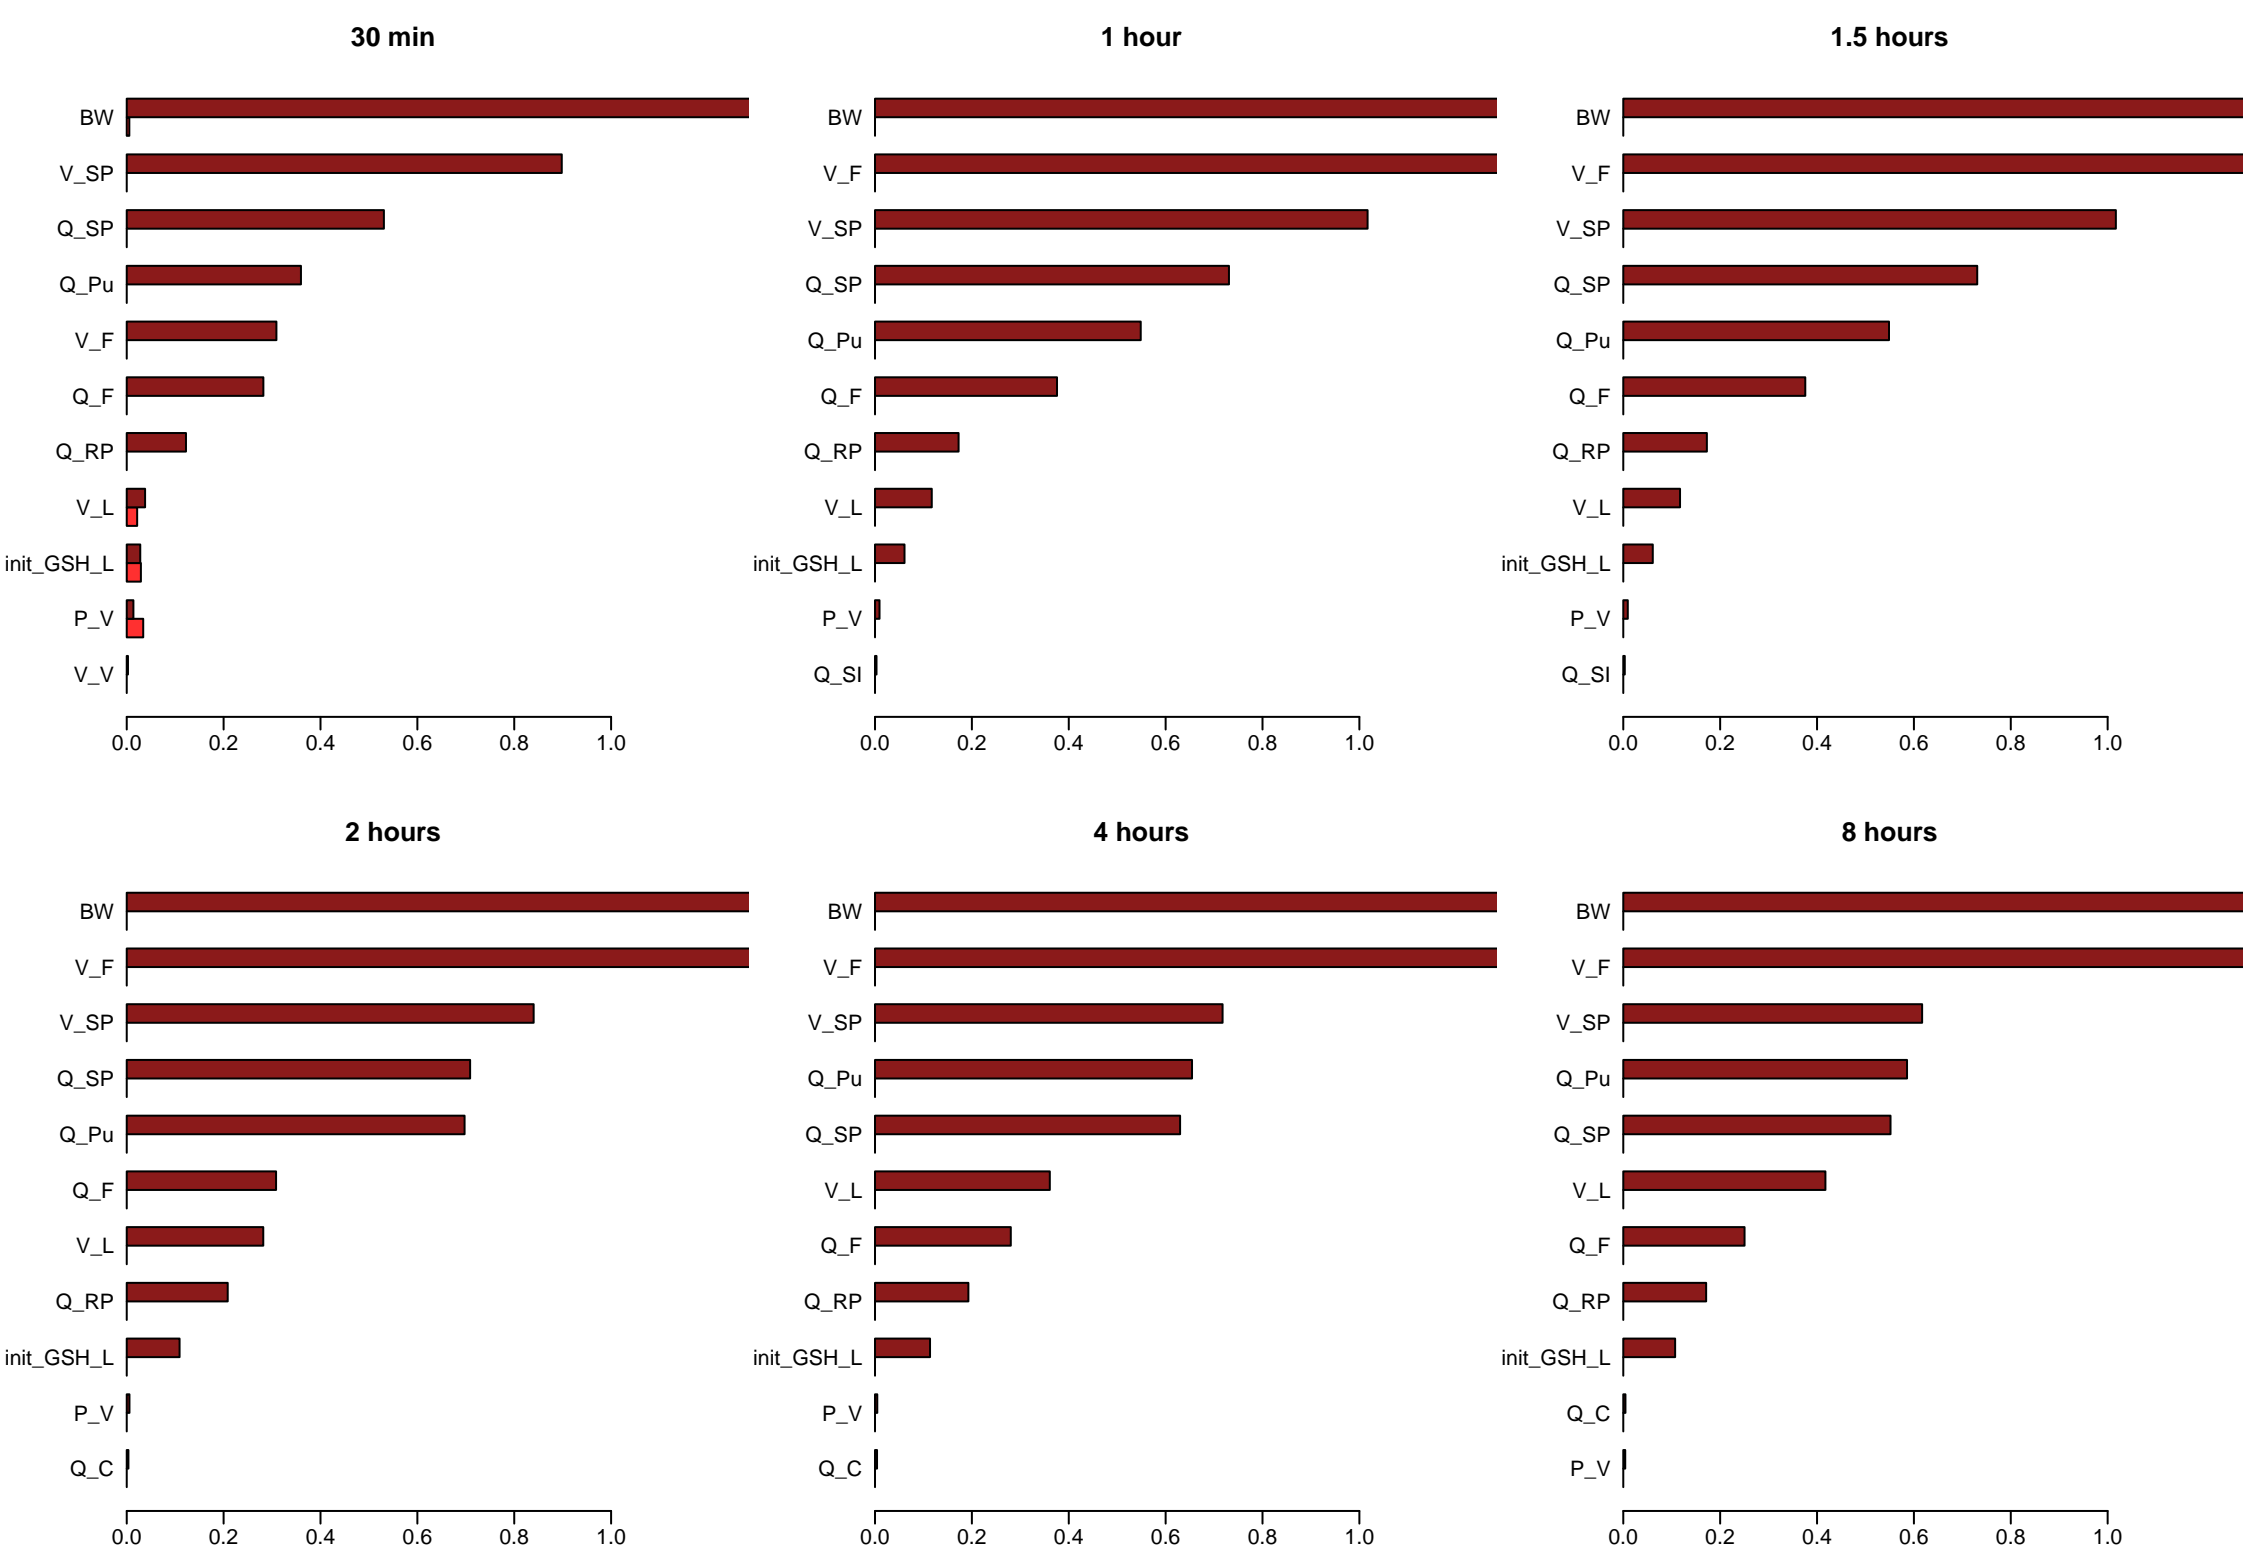 30 min
BW
V_SP
Q_SP
Q_Pu
V_F
Q_F
Q_RP
V_L
init_GSH_L
P_V
V_V
0.0 0.2 0.4 0.6 0.8 1.0
1 hour
BW
V_F
V_SP
Q_SP
Q_Pu
Q_F
Q_RP
V_L
init_GSH_L
P_V
Q_SI
0.0 0.2 0.4 0.6 0.8 1.0
1.5 hours
BW
V_F
V_SP
Q_SP
Q_Pu
Q_F
Q_RP
V_L
init_GSH_L
P_V
Q_SI
0.0 0.2 0.4 0.6 0.8 1.0
2 hours
BW
V_F
V_SP
Q_SP
Q_Pu
Q_F
V_L
Q_RP
init_GSH_L
P_V
Q_C
0.0 0.2 0.4 0.6 0.8 1.0
4 hours
BW
V_F
V_SP
Q_Pu
Q_SP
V_L
Q_F
Q_RP
init_GSH_L
P_V
Q_C
0.0 0.2 0.4 0.6 0.8 1.0
8 hours
BW
V_F
V_SP
Q_Pu
Q_SP
V_L
Q_F
Q_RP
init_GSH_L
Q_C
P_V
0.0 0.2 0.4 0.6 0.8 1.0